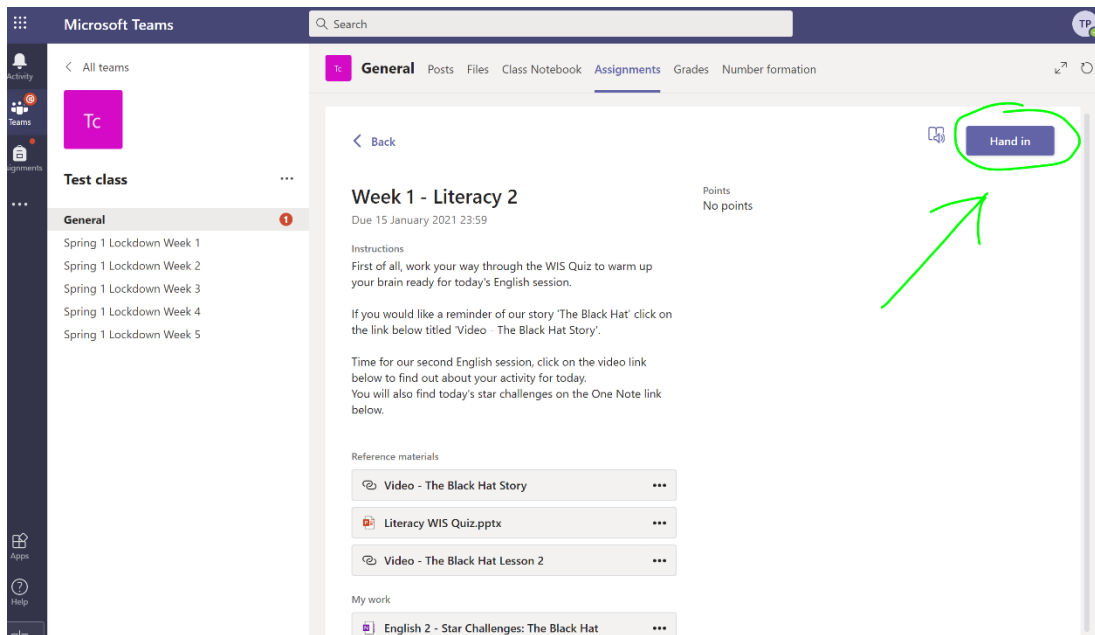 Microsoft Teams
Search
TP
Activity
Teams
signments
Apps
Help
All teams
Tc
Test class
General
1
Spring 1 Lockdown Week 1
Spring 1 Lockdown Week 2
Spring 1 Lockdown Week 3
Spring 1 Lockdown Week 4
Spring 1 Lockdown Week 5
Tc General Posts Files Class Notebook Assignments Grades Number formation
Back
Hand in
Week 1 - Literacy 2
Due 15 January 2021 23:59
Points
No points
Instructions
First of all, work your way through the WIS Quiz to warm up
your brain ready for today's English session.
If you would like a reminder of our story 'The Black Hat' click on
the link below titled 'Video - The Black Hat Story'.
Time for our second English session, click on the video link
below to find out about your activity for today.
You will also find today's star challenges on the One Note link
below.
Reference materials
Video - The Black Hat Story
Literacy WIS Quiz.pptx
Video - The Black Hat Lesson 2
My work
English 2 - Star Challenges: The Black Hat